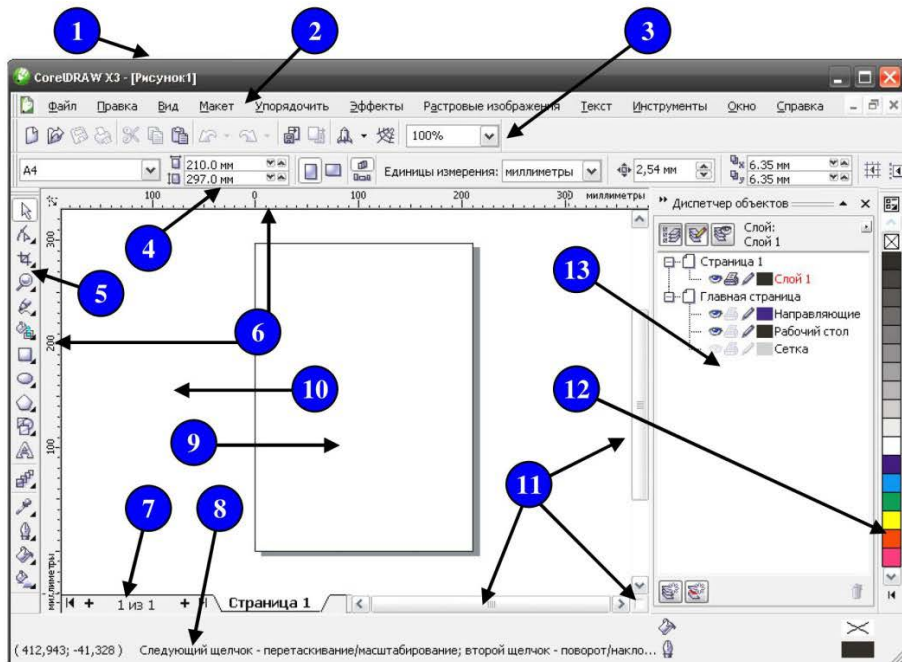 1 2 3
CorelDRAW X3 - [Рисунок1]
Файл Правка Вид Макет Упорядочить Эффекты Растровые изображения Текст Инструменты Окно Справка
100%
A4 210.0 мм 297.0 мм Единицы измерения: миллиметры 2,54 мм 6.35 мм 6.35 мм
100 0 100 200 300 миллиметры
4
5
6
7
8
9
10
11
12
13
300
200
100
миллиметры
Диспетчер объектов
Слой:
Слой 1
Страница 1
Слой 1
Главная страница
Направляющие
Рабочий стол
Сетка
1 из 1 Страница 1
( 412,943; -41,328 ) Следующий щелчок - перетаскивание/масштабирование; второй щелчок - поворот/накло...